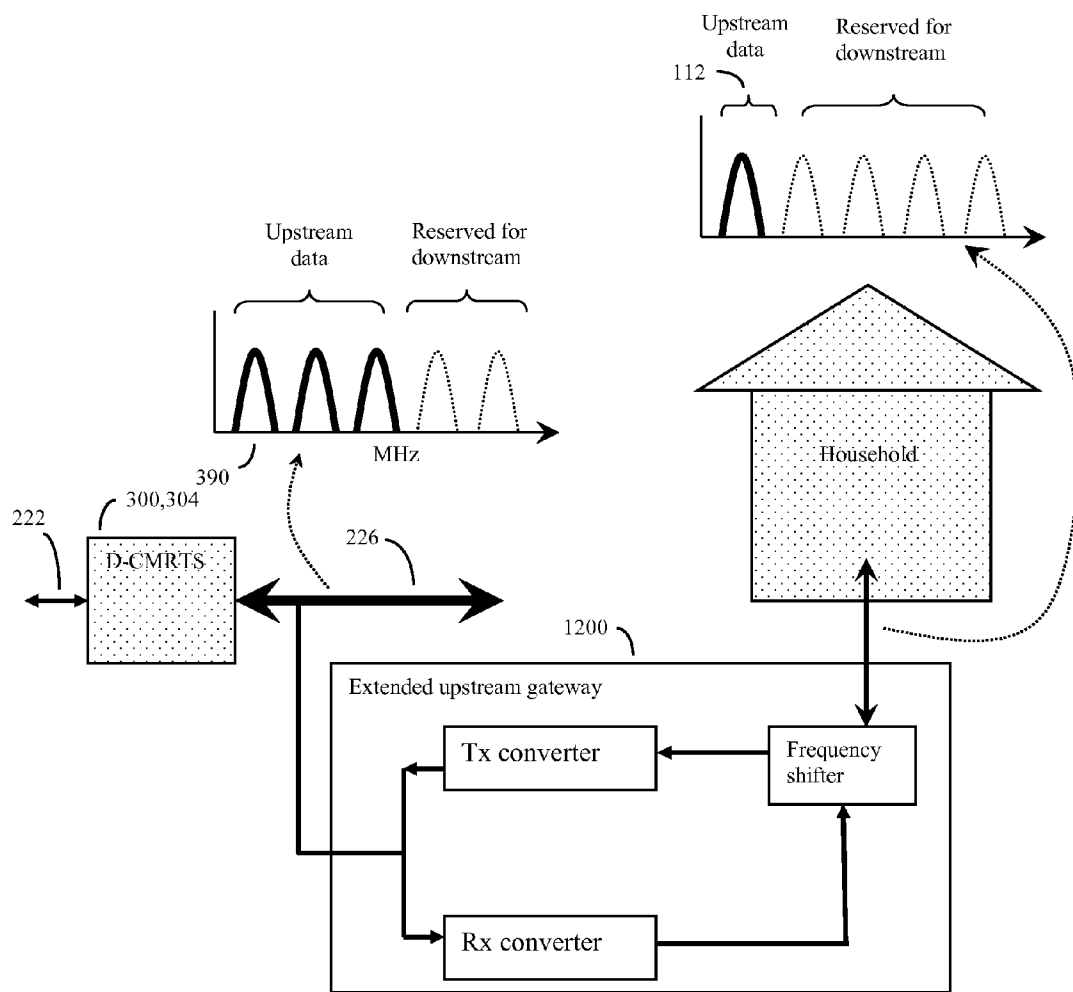 Upstream
data
Reserved for
downstream
112
Upstream
data
Reserved for
downstream
MHz
390
300,304
222
D-CMRTS
226
Household
1200
Extended upstream gateway
Tx converter
Frequency
shifter
Rx converter